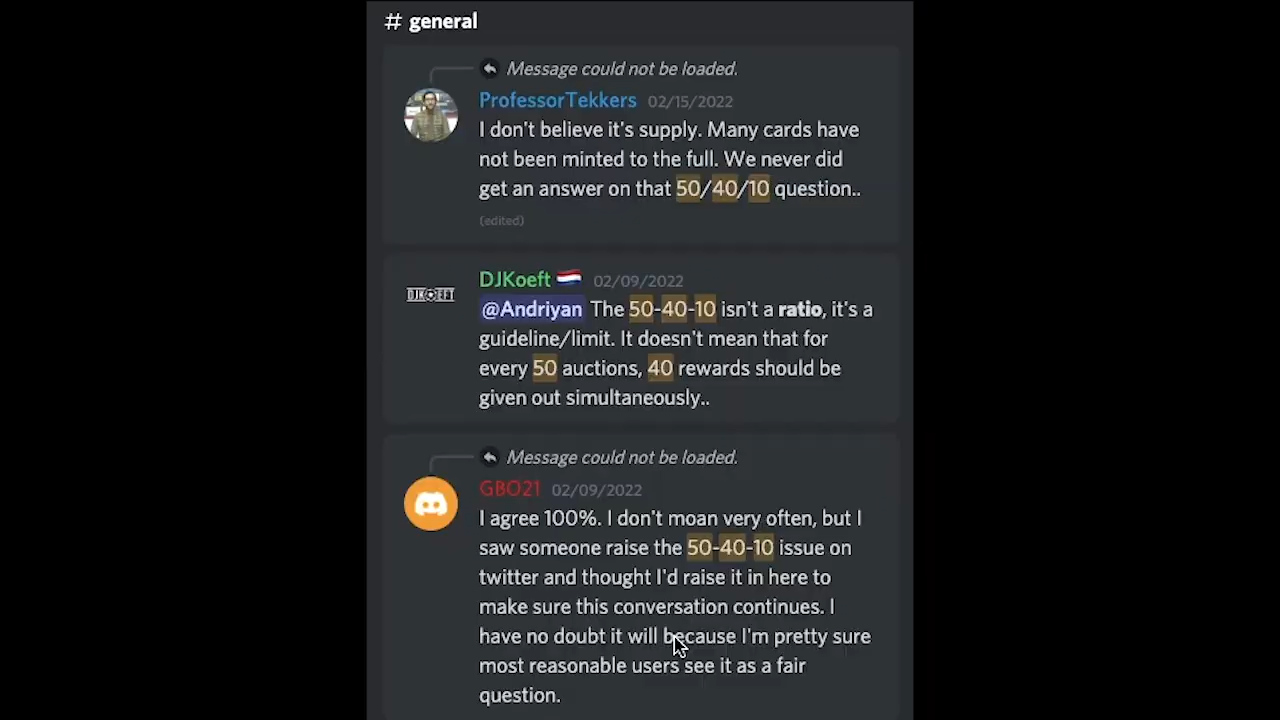 # general
Message could not be loaded.
ProfessorTekkers 02/15/2022
I don't believe it's supply. Many cards have
not been minted to the full. We never did
get an answer on that 50/40/10 question..
(edited)
DJKoeft 02/09/2022
DJKOEFT
@Andriyan The 50-40-10 isn't a ratio, it's a
guideline/limit. It doesn't mean that for
every 50 auctions, 40 rewards should be
given out simultaneously..
Message could not be loaded.
GBO21 02/09/2022
I agree 100%. I don't moan very often, but I
saw someone raise the 50-40-10 issue on
twitter and thought I'd raise it in here to
make sure this conversation continues. I
have no doubt it will because I'm pretty sure
most reasonable users see it as a fair
question.